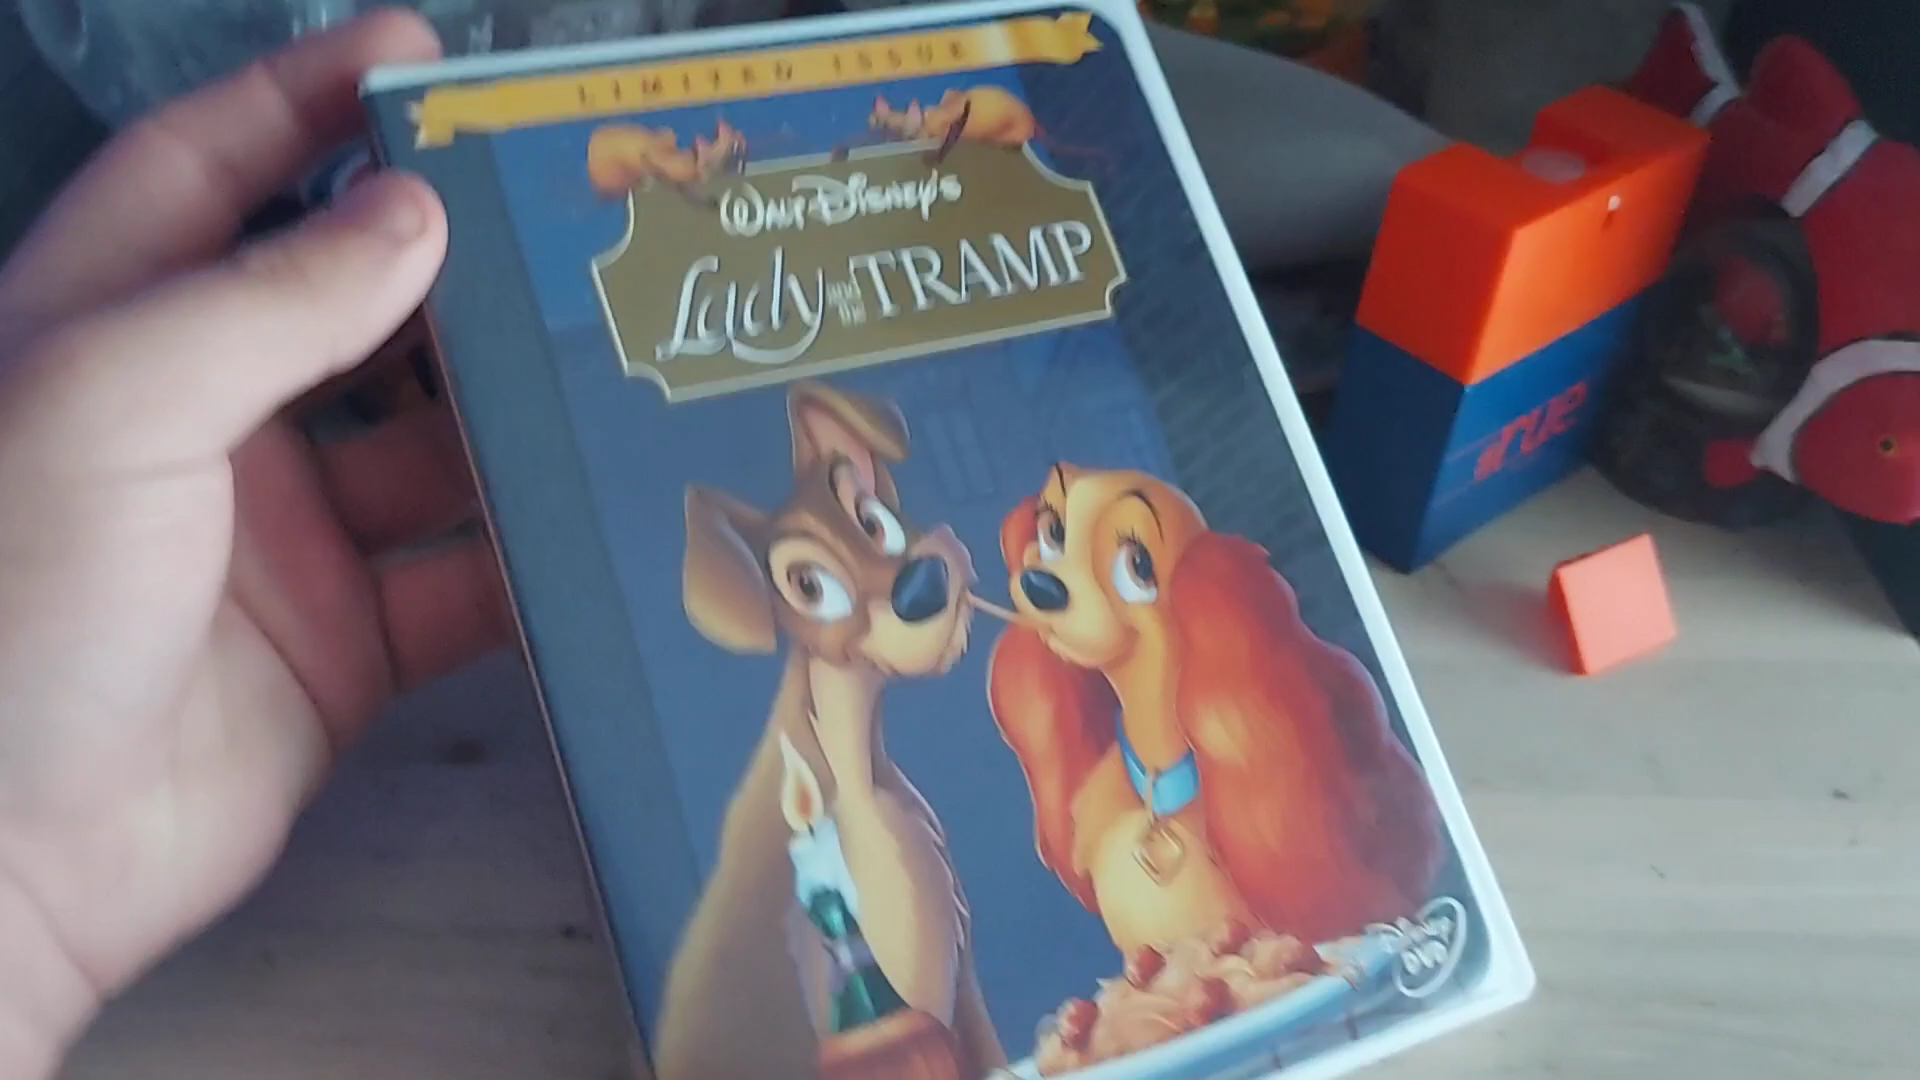 LIMITED ISSUE
WALT DISNEY'S
Lady and the TRAMP
DISNEY
DVD